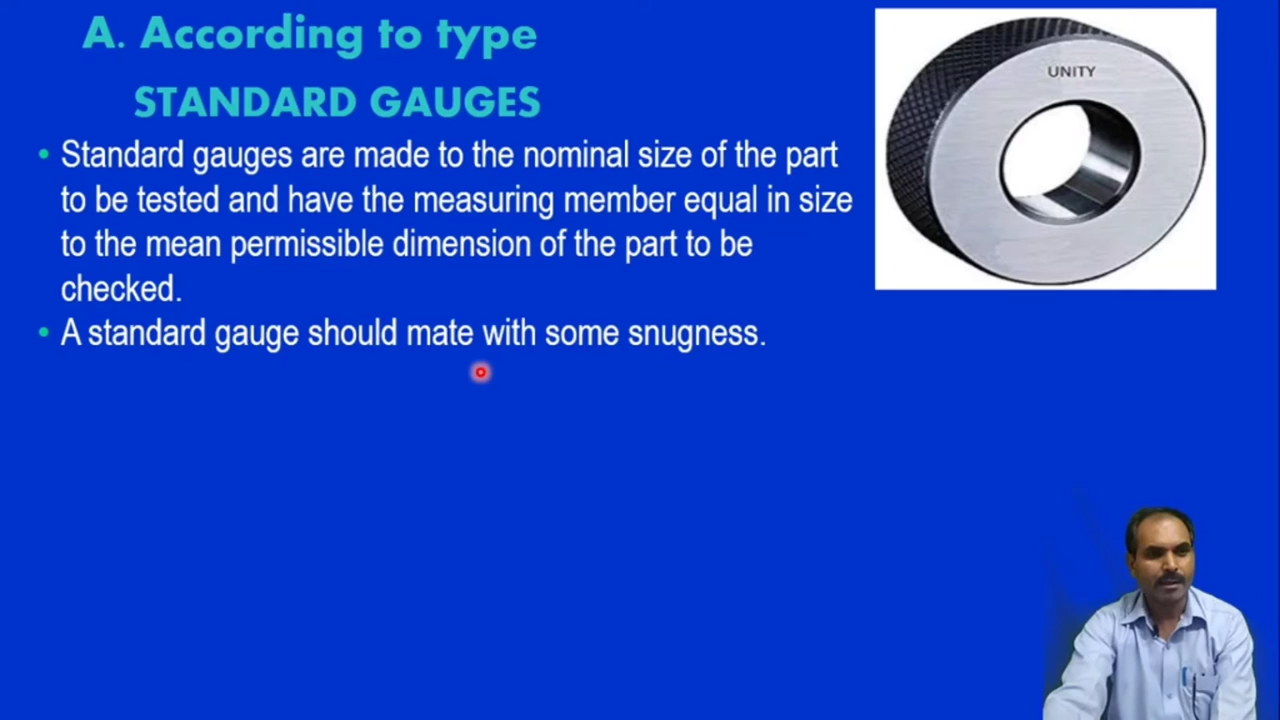 A. According to type
STANDARD GAUGES
• Standard gauges are made to the nominal size of the part
to be tested and have the measuring member equal in size
to the mean permissible dimension of the part to be
checked.
• A standard gauge should mate with some snugness.
UNITY